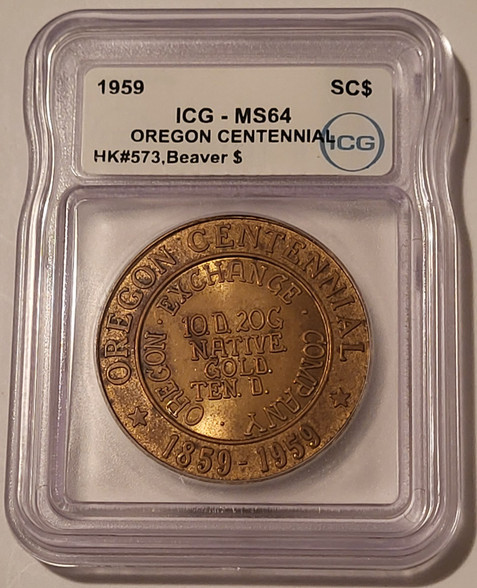 1959 SC$
ICG - MS64
OREGON CENTENNIAL
ICG
HK#573,Beaver $
OREGON CENTENNIAL
OREGON · EXCHANGE · COMPANY ·
10.D. 20G
NATIVE.
GOLD.
TEN. D.
1859 - 1959